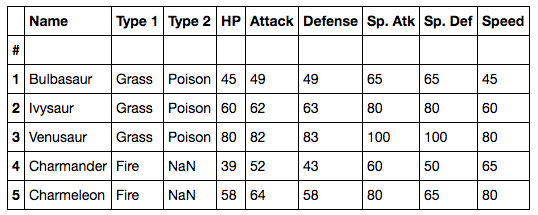 Name Type 1 Type 2 HP Attack Defense Sp. Atk Sp. Def Speed
#
1 Bulbasaur Grass Poison 45 49 49 65 65 45
2 Ivysaur Grass Poison 60 62 63 80 80 60
3 Venusaur Grass Poison 80 82 83 100 100 80
4 Charmander Fire NaN 39 52 43 60 50 65
5 Charmeleon Fire NaN 58 64 58 80 65 80